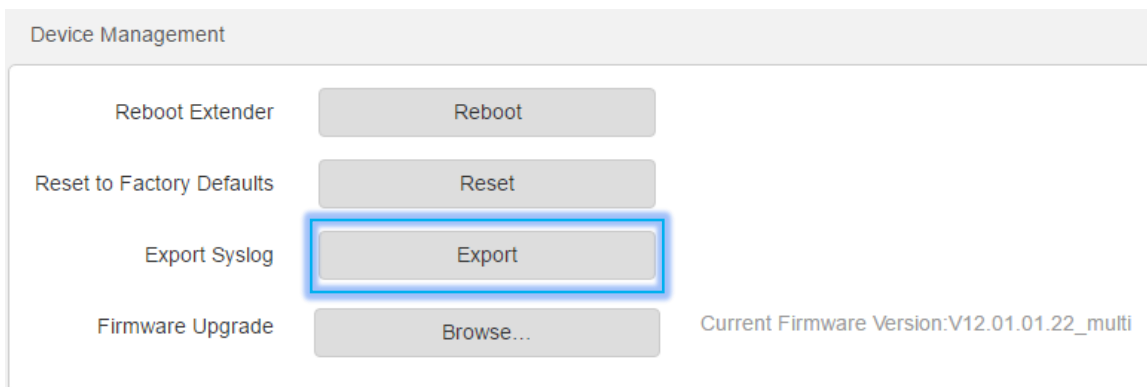 Device Management
Reboot Extender Reboot
Reset to Factory Defaults Reset
Export Syslog Export
Firmware Upgrade Browse... Current Firmware Version:V12.01.01.22_multi